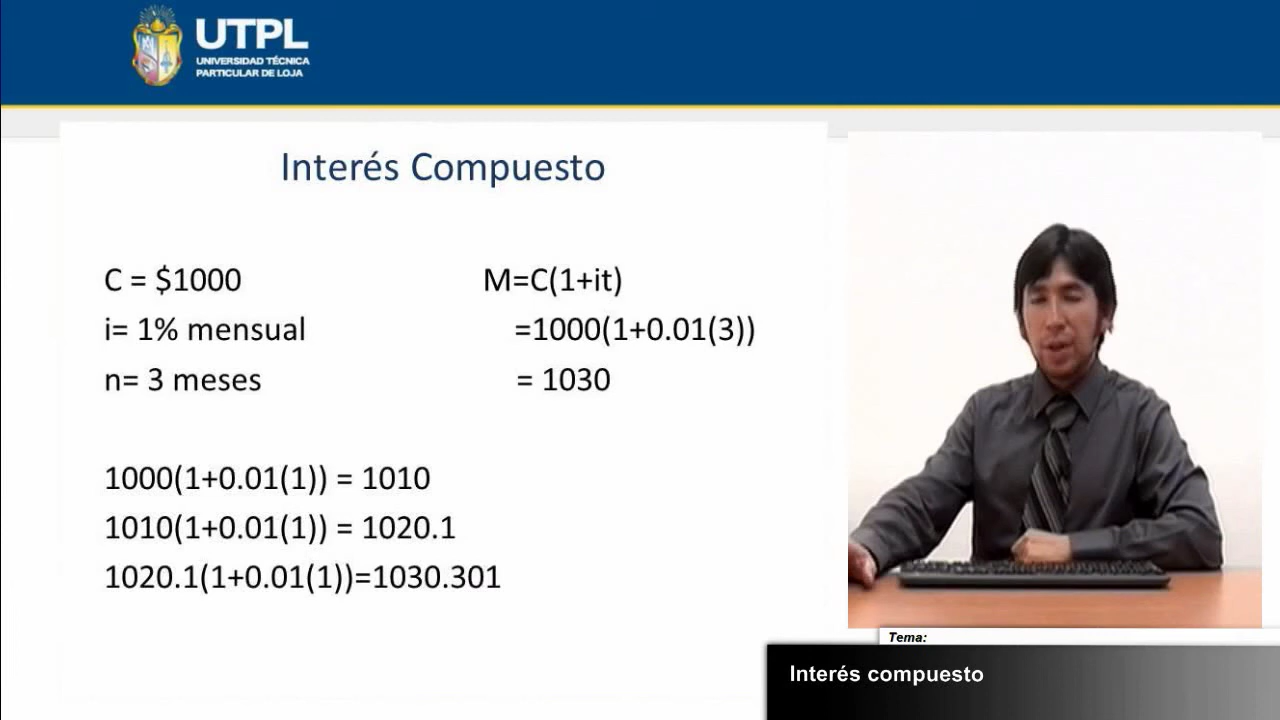 UTPL
UNIVERSIDAD TÉCNICA
PARTICULAR DE LOJA
Interés Compuesto
C = $1000
i= 1% mensual
n= 3 meses
M=C(1+it)
=1000(1+0.01(3))
= 1030
1000(1+0.01(1)) = 1010
1010(1+0.01(1)) = 1020.1
1020.1(1+0.01(1))=1030.301
Tema:
Interés compuesto